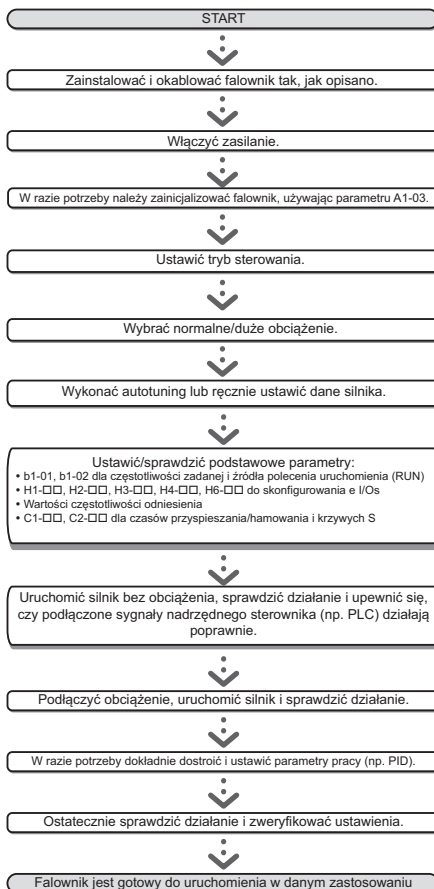 START
Zainstalować i okablować falownik tak, jak opisano.
Włączyć zasilanie.
W razie potrzeby należy zainicjalizować falownik, używając parametru A1-03.
Ustawić tryb sterowania.
Wybrać normalne/duże obciążenie.
Wykonać autotuning lub ręcznie ustawić dane silnika.
Ustawić/sprawdzić podstawowe parametry:
• b1-01, b1-02 dla częstotliwości zadanej i źródła polecenia uruchomienia (RUN)
• H1-□□, H2-□□, H3-□□, H4-□□, H6-□□ do skonfigurowania e I/Os
• Wartości częstotliwości odniesienia
• C1-□□, C2-□□ dla czasów przyspieszania/hamowania i krzywych S
Uruchomić silnik bez obciążenia, sprawdzić działanie i upewnić się,
czy podłączone sygnały nadrzędnego sterownika (np. PLC) działają
poprawnie.
Podłączyć obciążenie, uruchomić silnik i sprawdzić działanie.
W razie potrzeby dokładnie dostroić i ustawić parametry pracy (np. PID).
Ostatecznie sprawdzić działanie i zweryfikować ustawienia.
Falownik jest gotowy do uruchomienia w danym zastosowaniu